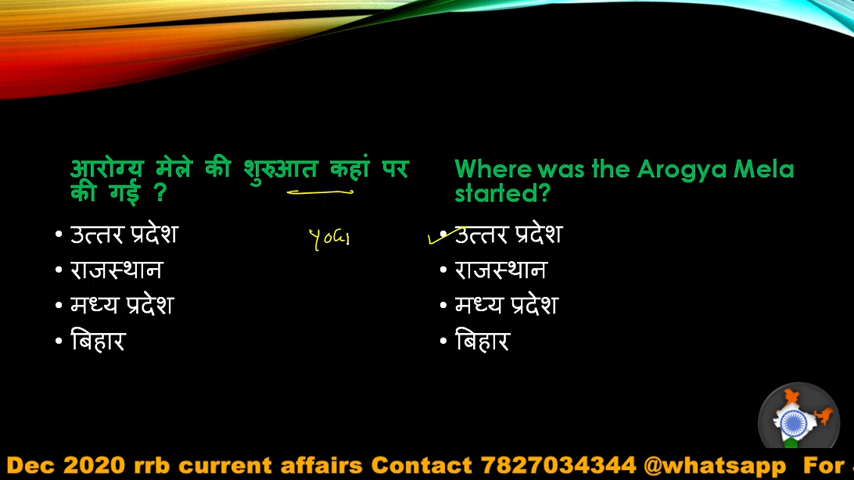 आरोग्य मेले की शुरुआत कहां पर
की गई ?
• उत्तर प्रदेश
• राजस्थान
• मध्य प्रदेश
• बिहार
YOGI
Where was the Arogya Mela
started?
• उत्तर प्रदेश
• राजस्थान
• मध्य प्रदेश
• बिहार
Dec 2020 rrb current affairs Contact 7827034344 @whatsapp For